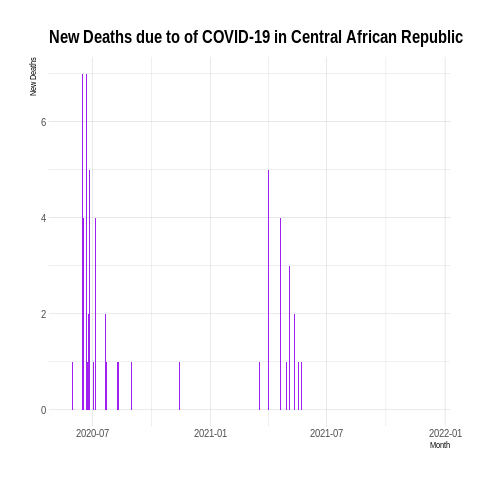 New Deaths due to of COVID-19 in Central African Republic
New Deaths
6
4
2
0
2020-07 2021-01 2021-07 2022-01
Month